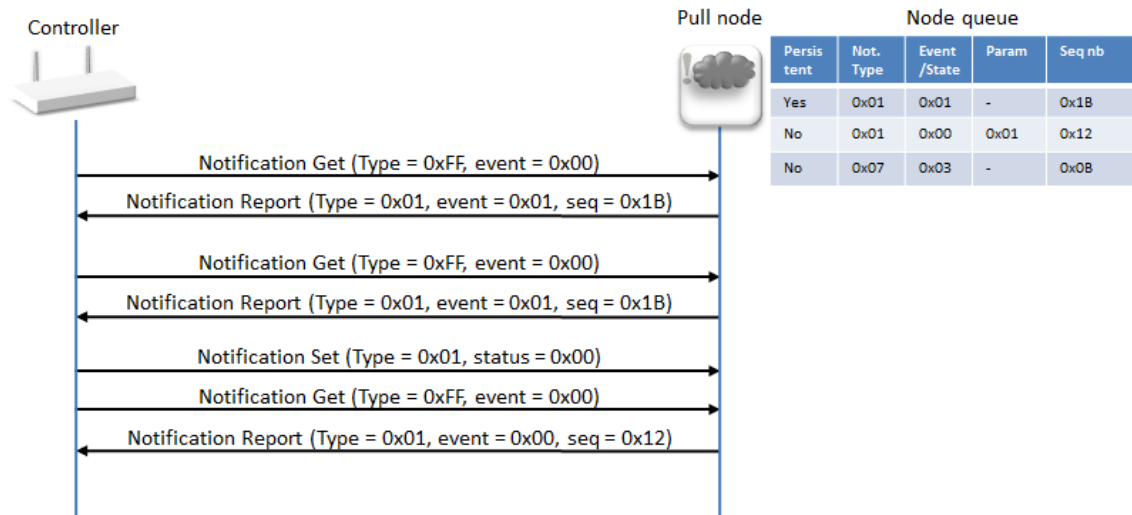 Controller
Pull node
Node queue
Persis tent Not. Type Event /State Param Seq nb
Yes 0x01 0x01 - 0x1B
No 0x01 0x00 0x01 0x12
No 0x07 0x03 - 0x0B
Notification Get (Type = 0xFF, event = 0x00)
Notification Report (Type = 0x01, event = 0x01, seq = 0x1B)
Notification Get (Type = 0xFF, event = 0x00)
Notification Report (Type = 0x01, event = 0x01, seq = 0x1B)
Notification Set (Type = 0x01, status = 0x00)
Notification Get (Type = 0xFF, event = 0x00)
Notification Report (Type = 0x01, event = 0x00, seq = 0x12)